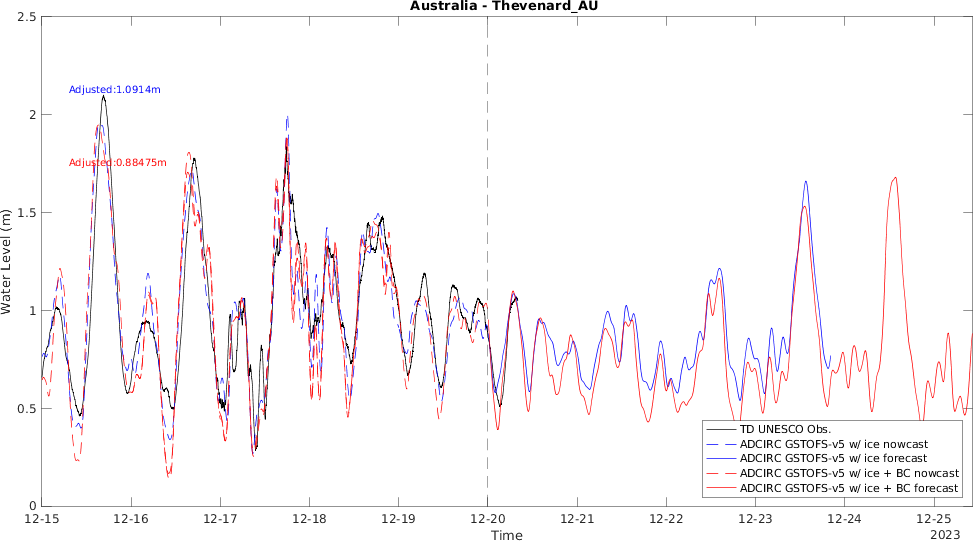 Australia - Thevenard_AU
2.5
Adjusted:1.0914m
2
Adjusted:0.88475m
1.5
Water Level (m)
1
0.5
TD UNESCO Obs.
ADCIRC GSTOFS-v5 w/ ice nowcast
ADCIRC GSTOFS-v5 w/ ice forecast
ADCIRC GSTOFS-v5 w/ ice + BC nowcast
ADCIRC GSTOFS-v5 w/ ice + BC forecast
0
12-15 12-16 12-17 12-18 12-19 12-20 12-21 12-22 12-23 12-24 12-25
Time 2023